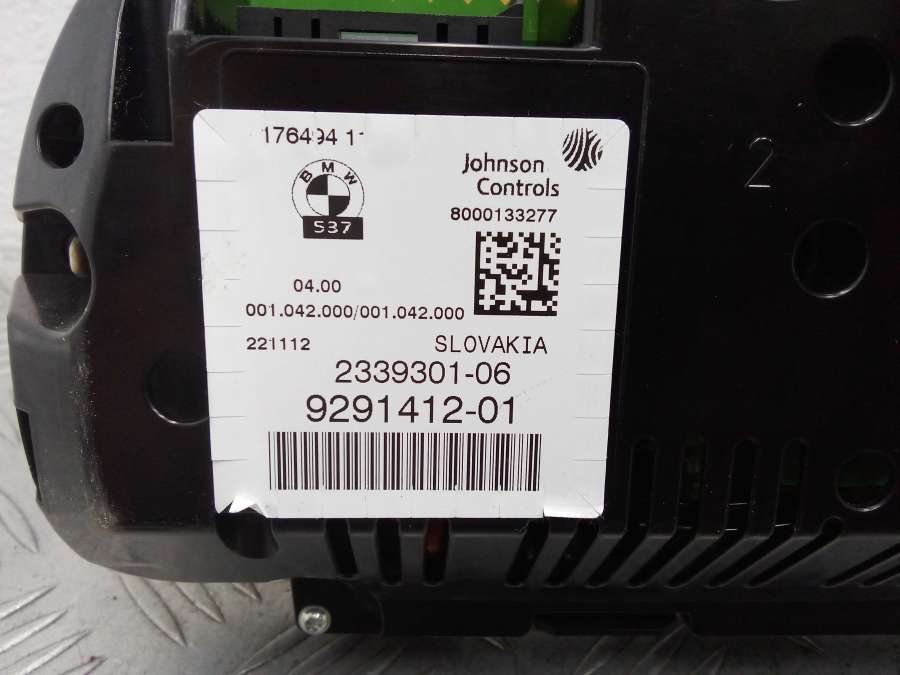 176494 11
BMW
537
Johnson
Controls
8000133277
04.00
001.042.000/001.042.000
221112
SLOVAKIA
2339301-06
9291412-01
2